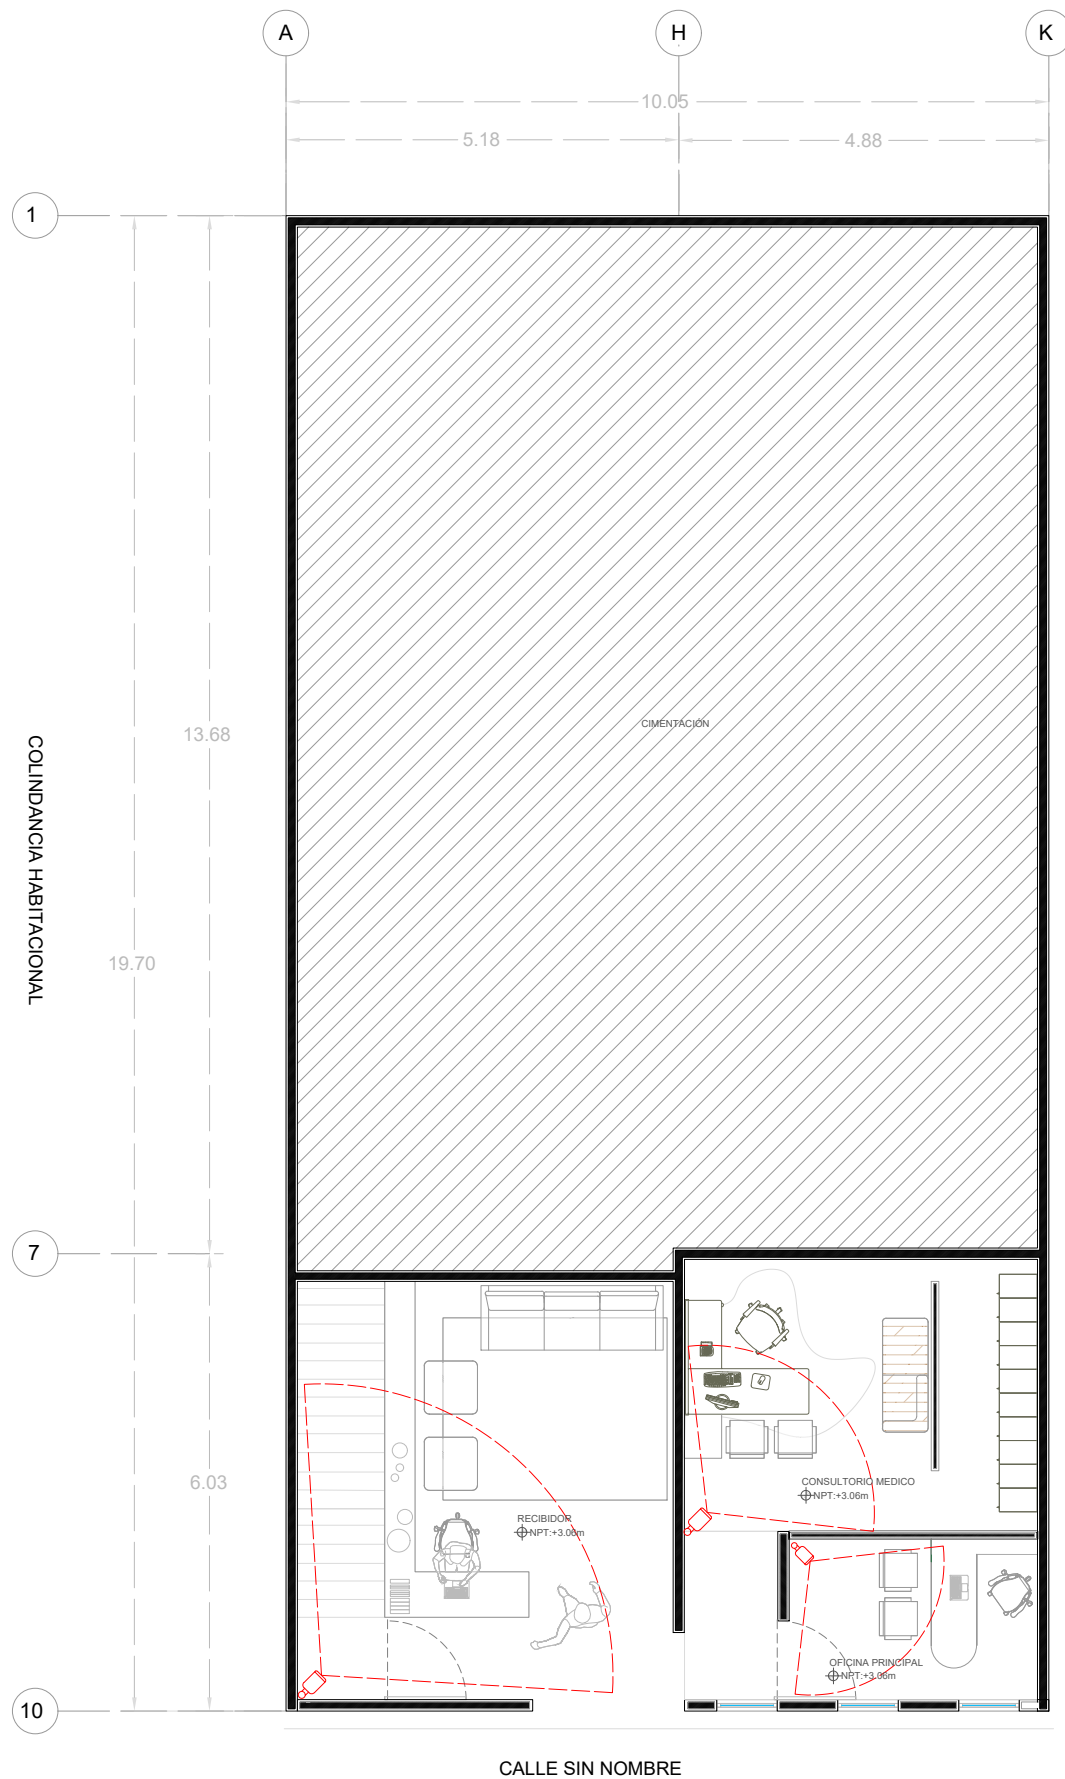 A
H
K
10.05
5.18
4.88
1
CIMENTACIÓN
13.68
COLINDANCIA HABITACIONAL
19.70
7
6.03
CONSULTORIO MEDICO
NPT:+3.06m
RECIBIDOR
NPT:+3.06m
OFICINA PRINCIPAL
NPT:+3.06m
10
CALLE SIN NOMBRE